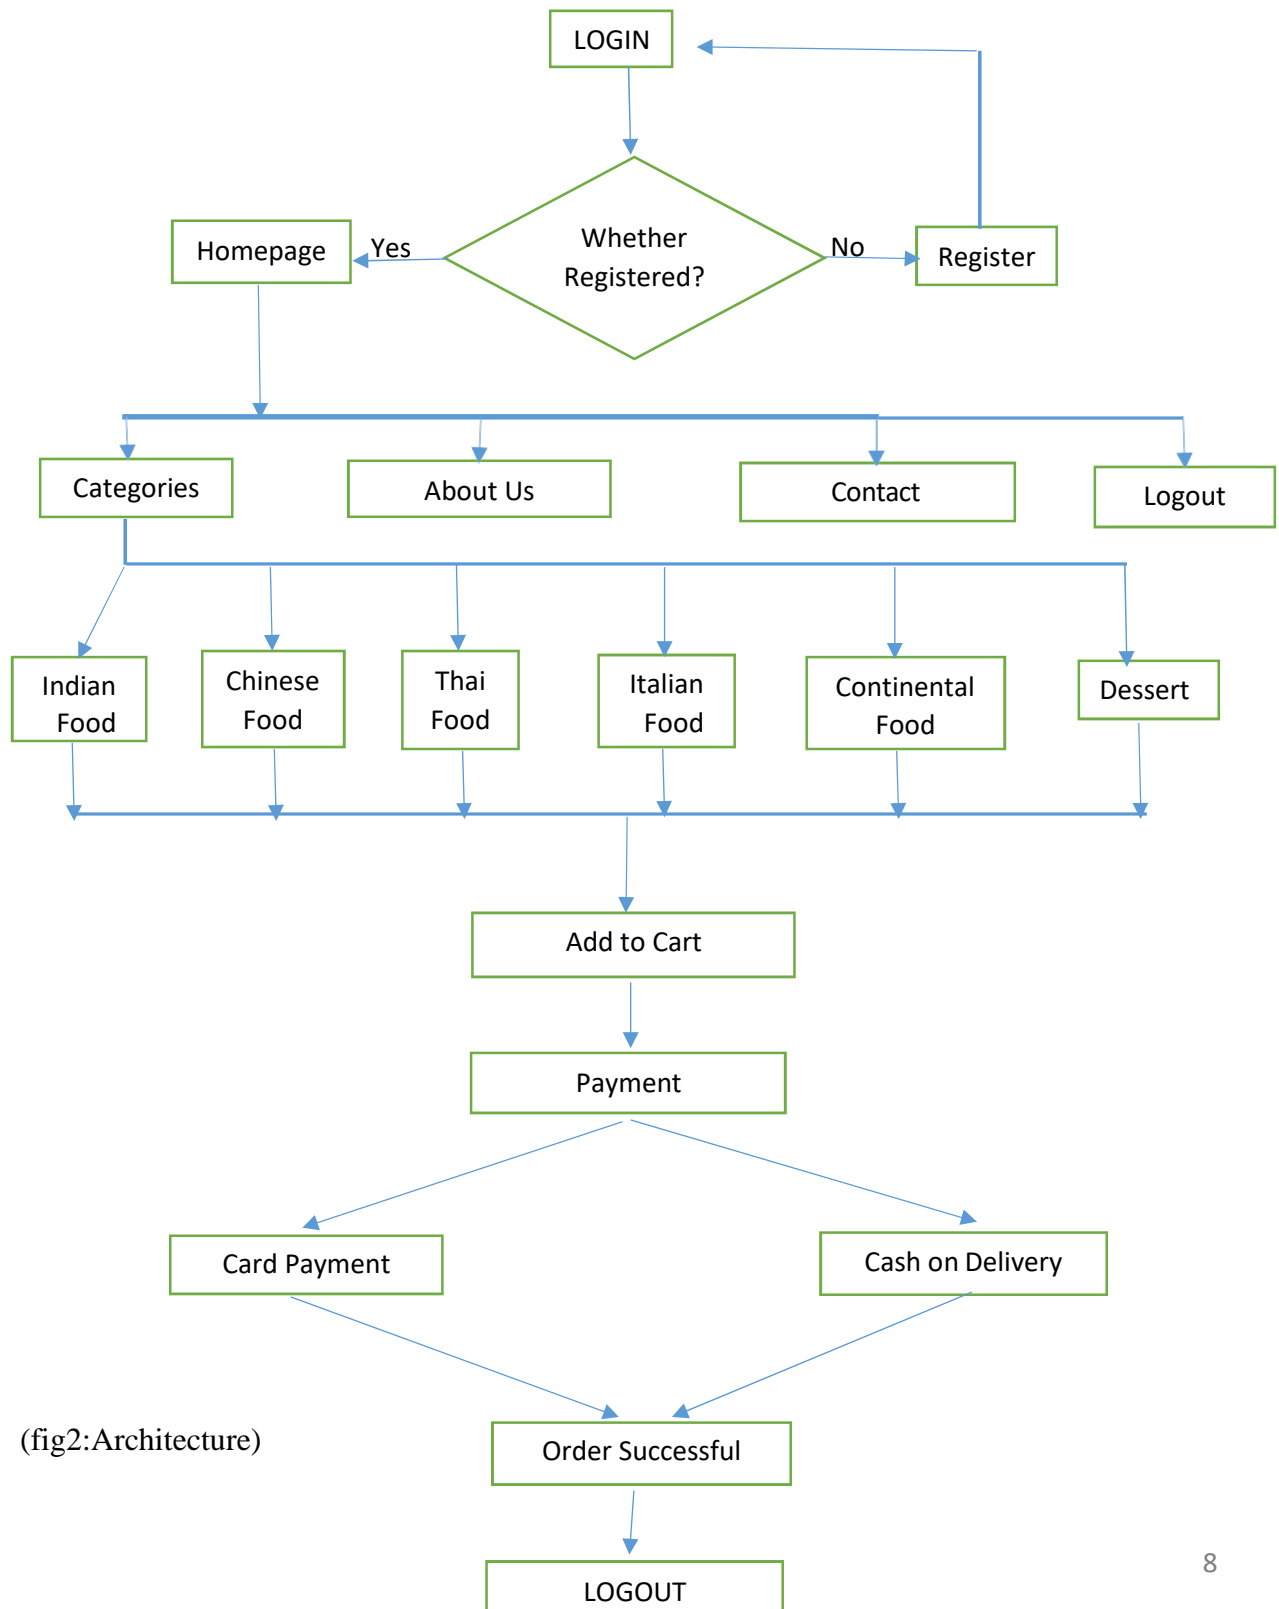 LOGIN
Whether
Registered?
Yes
No
Homepage
Register
Categories
About Us
Contact
Logout
Indian
Food
Chinese
Food
Thai
Food
Italian
Food
Continental
Food
Dessert
Add to Cart
Payment
Card Payment
Cash on Delivery
(fig2:Architecture)
Order Successful
LOGOUT
8